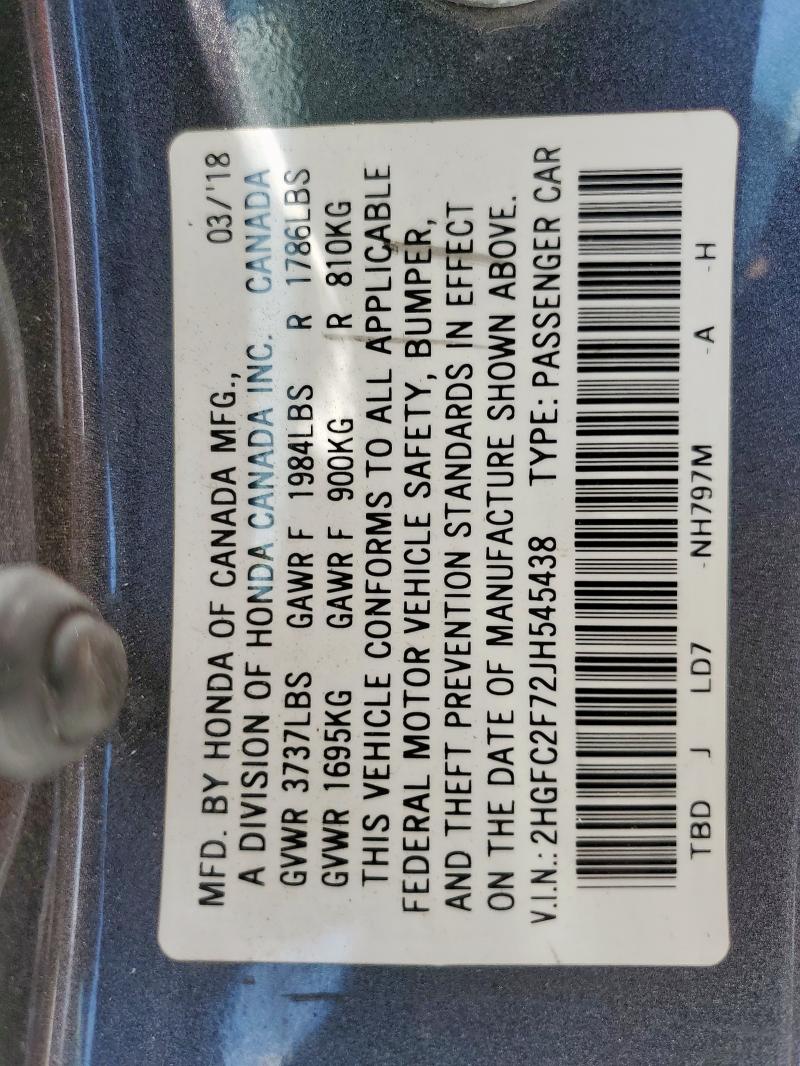 MFD. BY HONDA OF CANADA MFG., 03/'18
A DIVISION OF HONDA CANADA INC. CANADA
GVWR 3737LBS GAWR F 1984LBS R 1786LBS
GVWR 1695KG GAWR F 900KG R 810KG
THIS VEHICLE CONFORMS TO ALL APPLICABLE
FEDERAL MOTOR VEHICLE SAFETY, BUMPER,
AND THEFT PREVENTION STANDARDS IN EFFECT
ON THE DATE OF MANUFACTURE SHOWN ABOVE.
V.I.N.: 2HGFC2F72JH545438 TYPE: PASSENGER CAR
TBD J LD7 -NH797M -A -H